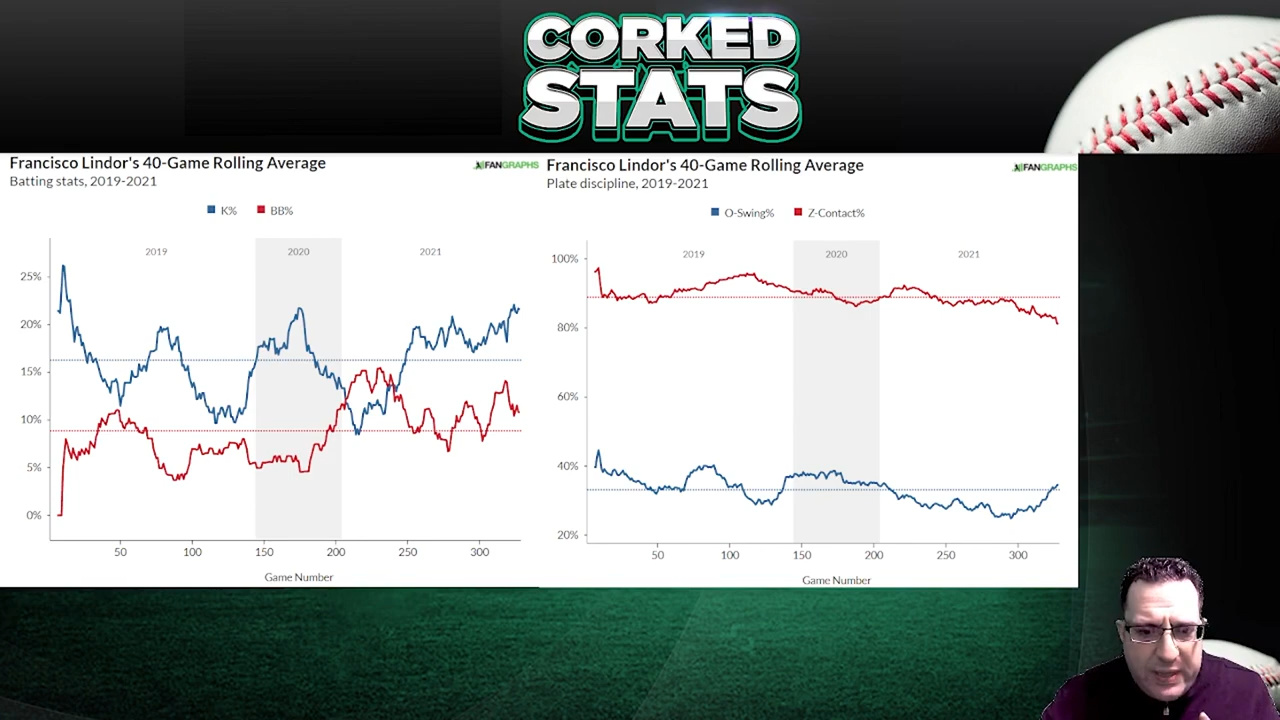 CORKED
STATS
Francisco Lindor's 40-Game Rolling Average
FANGRAPHS
Batting stats, 2019-2021
K% BB%
2019 2020 2021
25%
20%
15%
10%
5%
0%
50 100 150 200 250 300
Game Number
Francisco Lindor's 40-Game Rolling Average
FANGRAPHS
Plate discipline, 2019-2021
O-Swing% Z-Contact%
2019 2020 2021
100%
80%
60%
40%
20%
50 100 150 200 250 300
Game Number